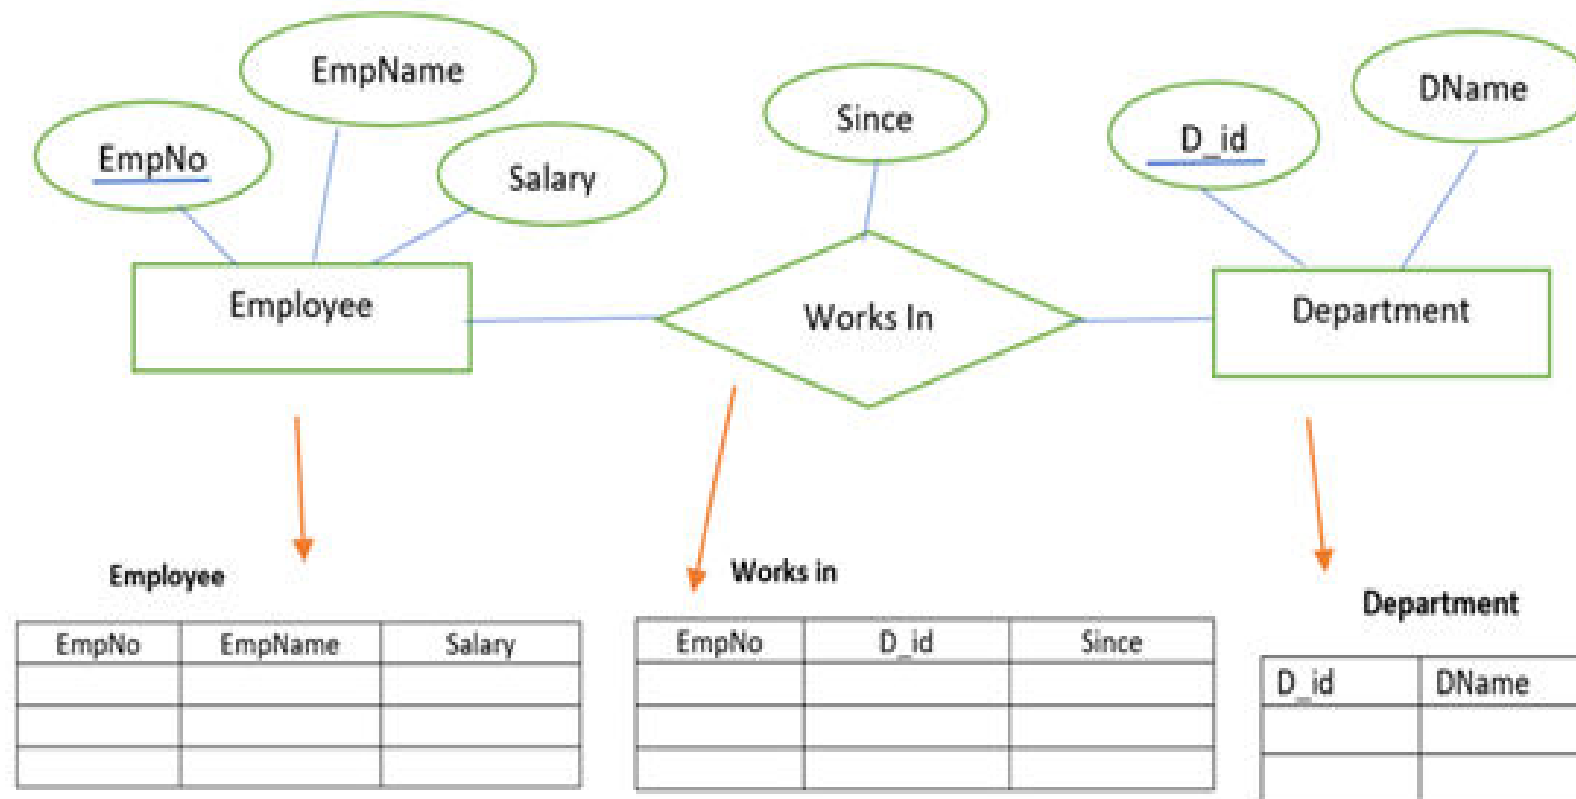 EmpName
EmpNo
Salary
Since
D_id
DName
Employee
Works In
Department
Employee
EmpNo EmpName Salary
Works in
EmpNo D_id Since
Department
D_id DName